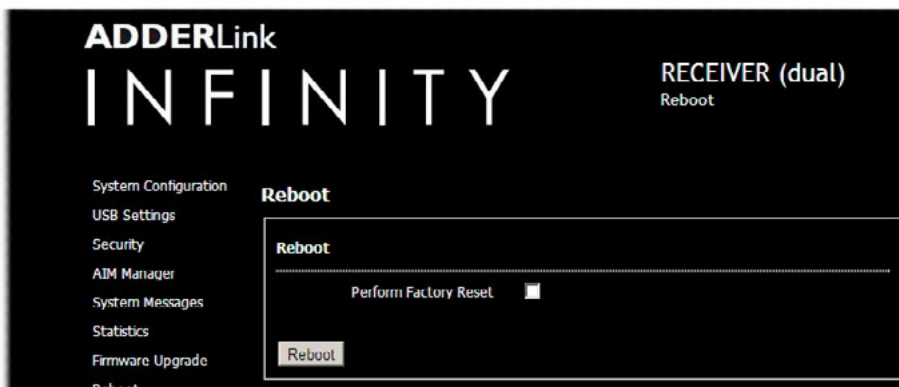 ADDERLink
INFINITY
RECEIVER (dual)
Reboot
System Configuration
USB Settings
Security
AIM Manager
System Messages
Statistics
Firmware Upgrade
Reboot
Reboot
Reboot
Perform Factory Reset
Reboot